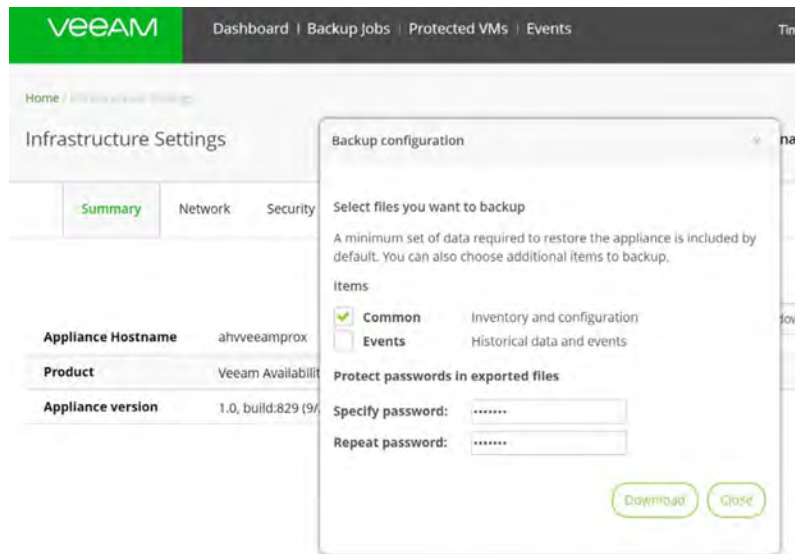 veeAM
Dashboard | Backup Jobs | Protected VMs | Events
Tim
Home /
Infrastructure Settings
Backup configuration
na
Summary Network Security
Select files you want to backup
A minimum set of data required to restore the appliance is included by
default. You can also choose additional items to backup.
Items
Common Inventory and configuration
Events Historical data and events
Appliance Hostname ahvveeamprox
Product Veeam Availabilit
Protect passwords in exported files
Appliance version 1.0, build:829 (9/
Specify password: •••••••
Repeat password: •••••••
Download Close